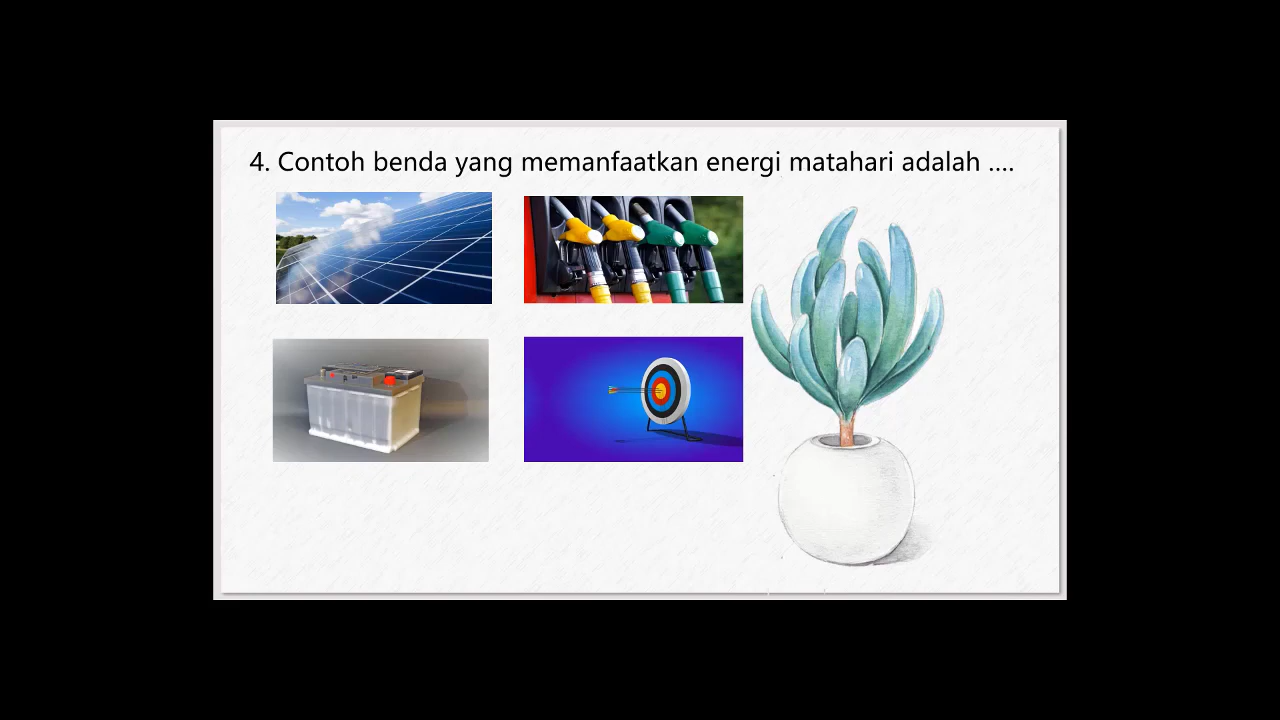 4. Contoh benda yang memanfaatkan energi matahari adalah ....